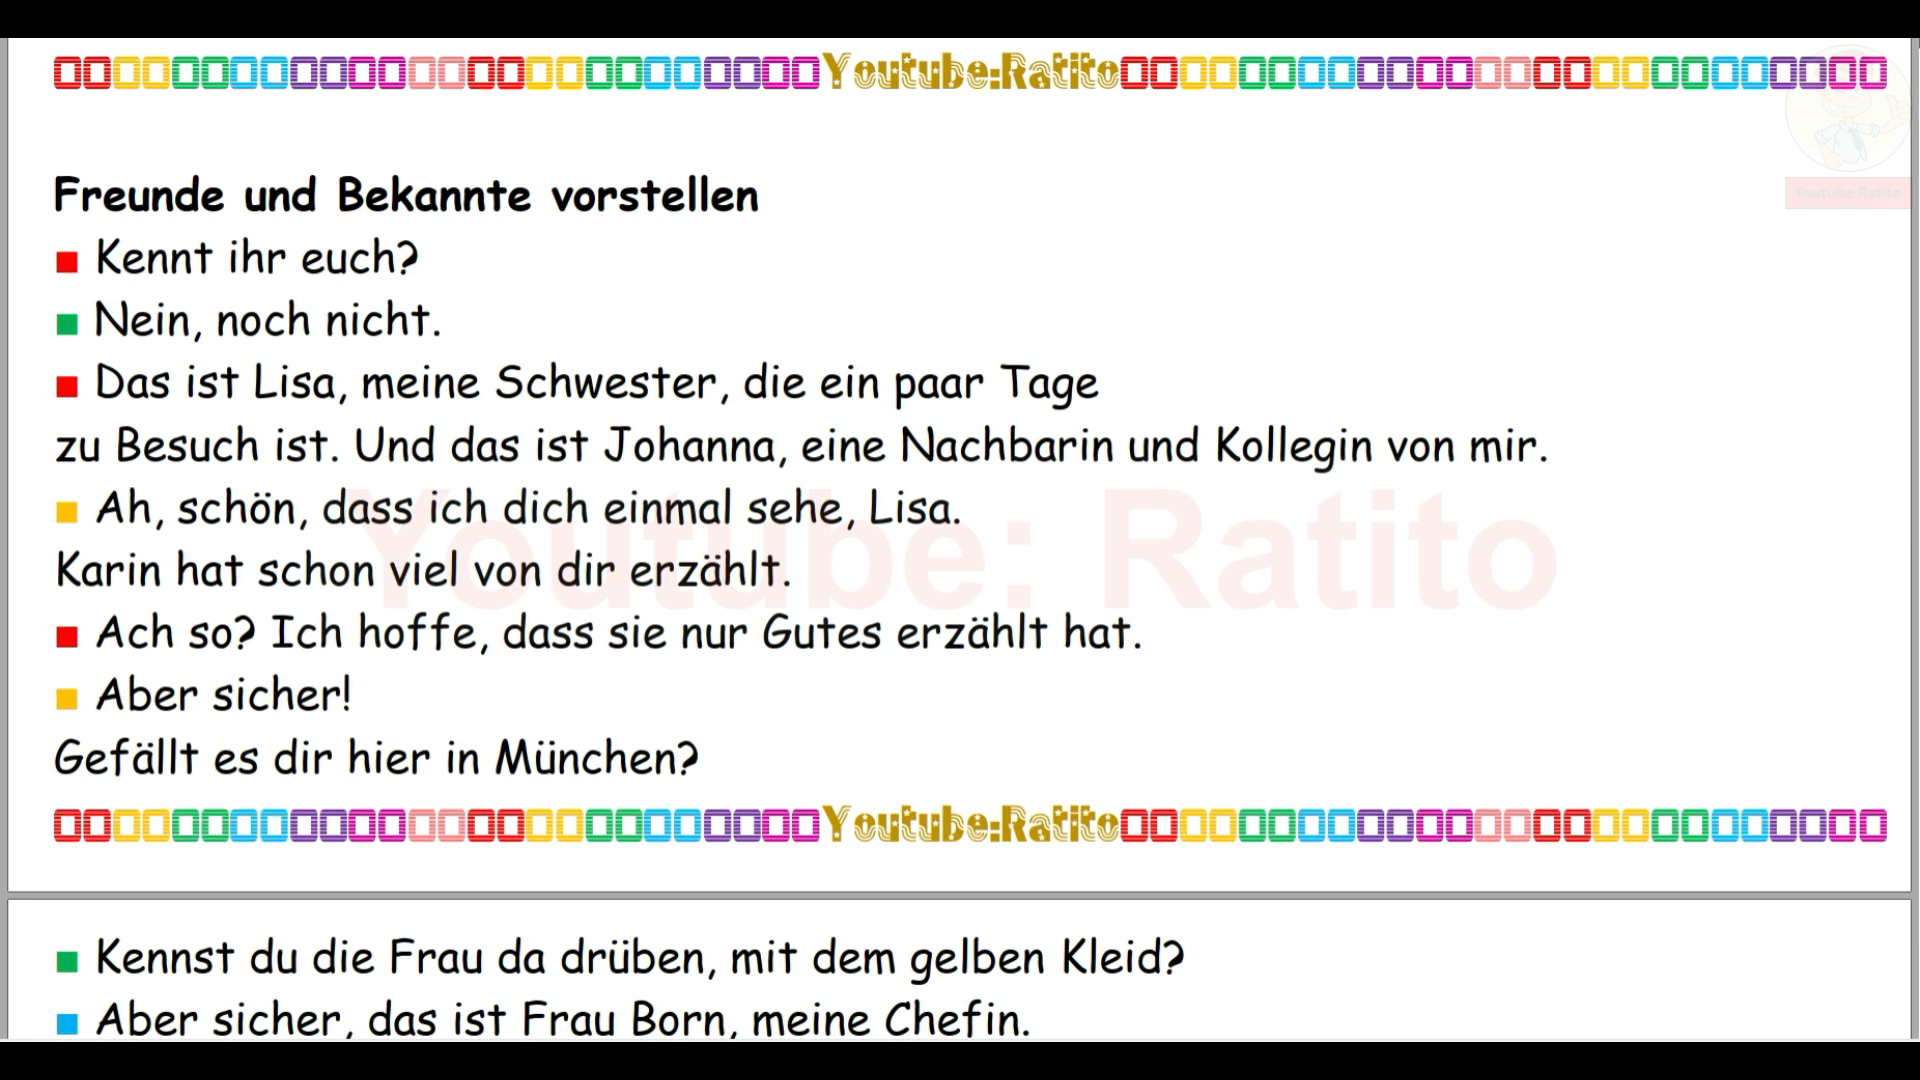 Youtube:Ratito
Youtube:Ratito
Freunde und Bekannte vorstellen
Kennt ihr euch?
Nein, noch nicht.
Das ist Lisa, meine Schwester, die ein paar Tage
zu Besuch ist. Und das ist Johanna, eine Nachbarin und Kollegin von mir.
Ah, schön, dass ich dich einmal sehe, Lisa.
Youtube: Ratito
Karin hat schon viel von dir erzählt.
Ach so? Ich hoffe, dass sie nur Gutes erzählt hat.
Aber sicher!
Gefällt es dir hier in München?
Youtube:Ratito
Kennst du die Frau da drüben, mit dem gelben Kleid?
Aber sicher, das ist Frau Born, meine Chefin.